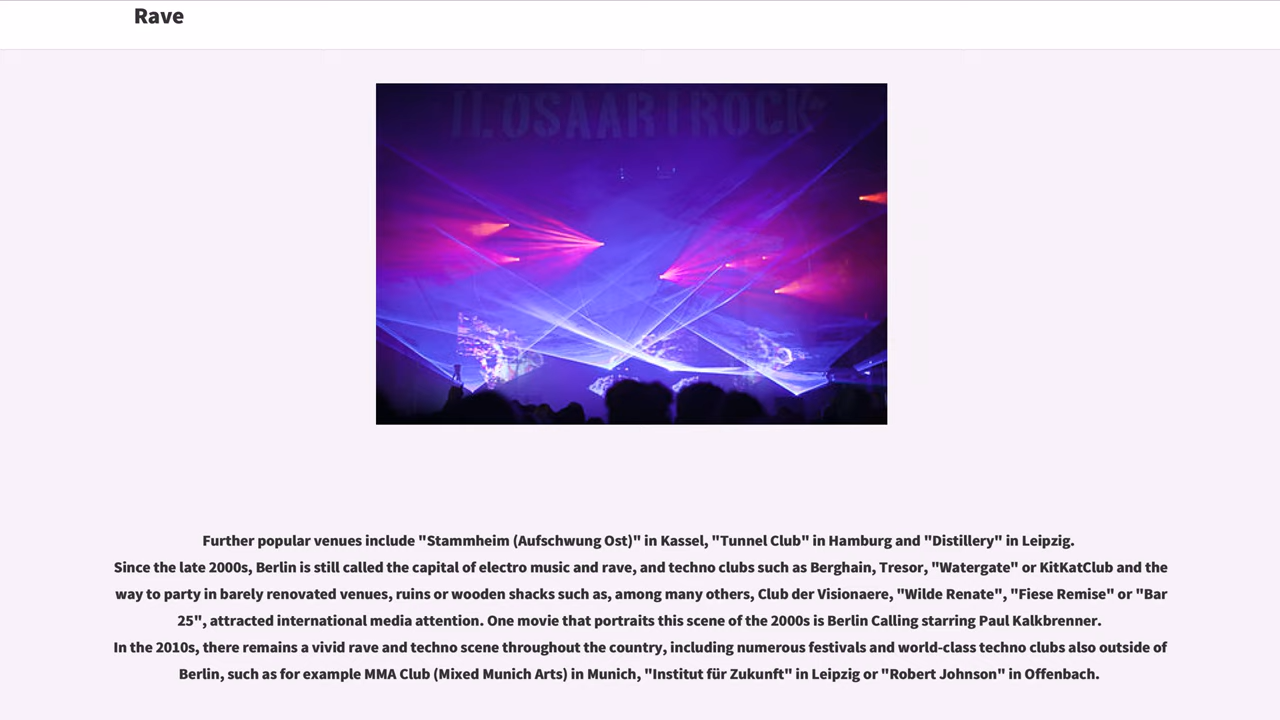 Rave
ILOSAARIROCK
Further popular venues include "Stammheim (Aufschwung Ost)" in Kassel, "Tunnel Club" in Hamburg and "Distillery" in Leipzig.
Since the late 2000s, Berlin is still called the capital of electro music and rave, and techno clubs such as Berghain, Tresor, "Watergate" or KitKatClub and the
way to party in barely renovated venues, ruins or wooden shacks such as, among many others, Club der Visionaere, "Wilde Renate", "Fiese Remise" or "Bar
25", attracted international media attention. One movie that portraits this scene of the 2000s is Berlin Calling starring Paul Kalkbrenner.
In the 2010s, there remains a vivid rave and techno scene throughout the country, including numerous festivals and world-class techno clubs also outside of
Berlin, such as for example MMA Club (Mixed Munich Arts) in Munich, "Institut für Zukunft" in Leipzig or "Robert Johnson" in Offenbach.